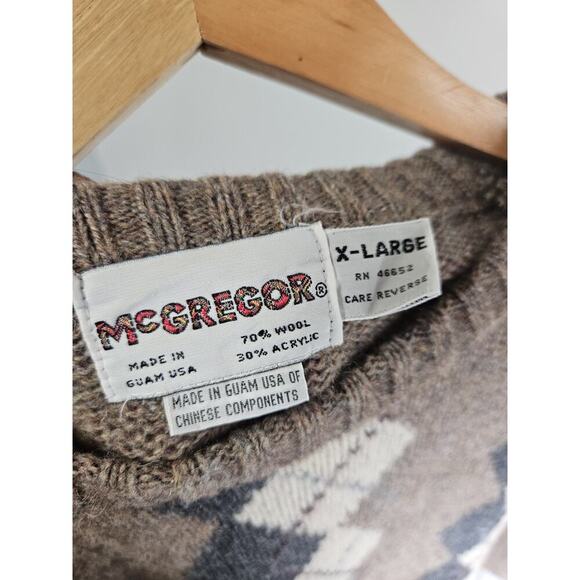 McGREGOR®
MADE IN
GUAM USA
70% WOOL
30% ACRYLIC
MADE IN GUAM USA OF
CHINESE COMPONENTS
X-LARGE
RN 46652
CARE REVERSE